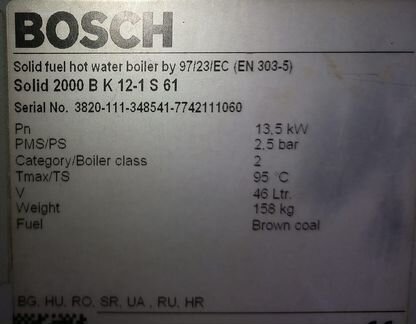 BOSCH
Solid fuel hot water boiler by 97/23/EC (EN 303-5)
Solid 2000 B K 12-1 S 61
Serial No. 3820-111-348541-7742111060
Pn 13,5 kW
PMS/PS 2,5 bar
Category/Boiler class 2
Tmax/TS 95 °C
V 46 Ltr.
Weight 158 kg
Fuel Brown coal
BG, HU, RO, SR, UA , RU, HR